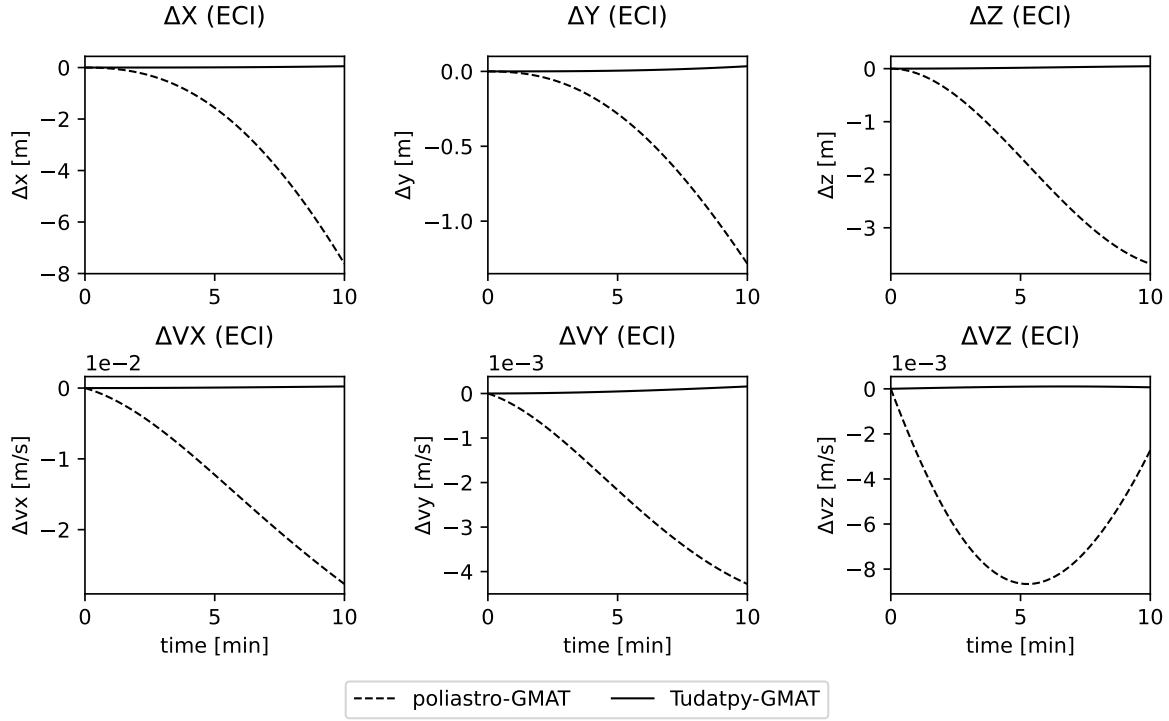 ΔX (ECI)
ΔY (ECI)
ΔZ (ECI)
Δx [m]
0
−2
−4
−6
−8
0 5 10
Δy [m]
0.0
−0.5
−1.0
0 5 10
Δz [m]
0
−1
−2
−3
0 5 10
ΔVX (ECI)
ΔVY (ECI)
ΔVZ (ECI)
1e−2
Δvx [m/s]
0
−1
−2
0 5 10
time [min]
1e−3
Δvy [m/s]
0
−1
−2
−3
−4
0 5 10
time [min]
1e−3
Δvz [m/s]
0
−2
−4
−6
−8
0 5 10
time [min]
poliastro-GMAT Tudatpy-GMAT